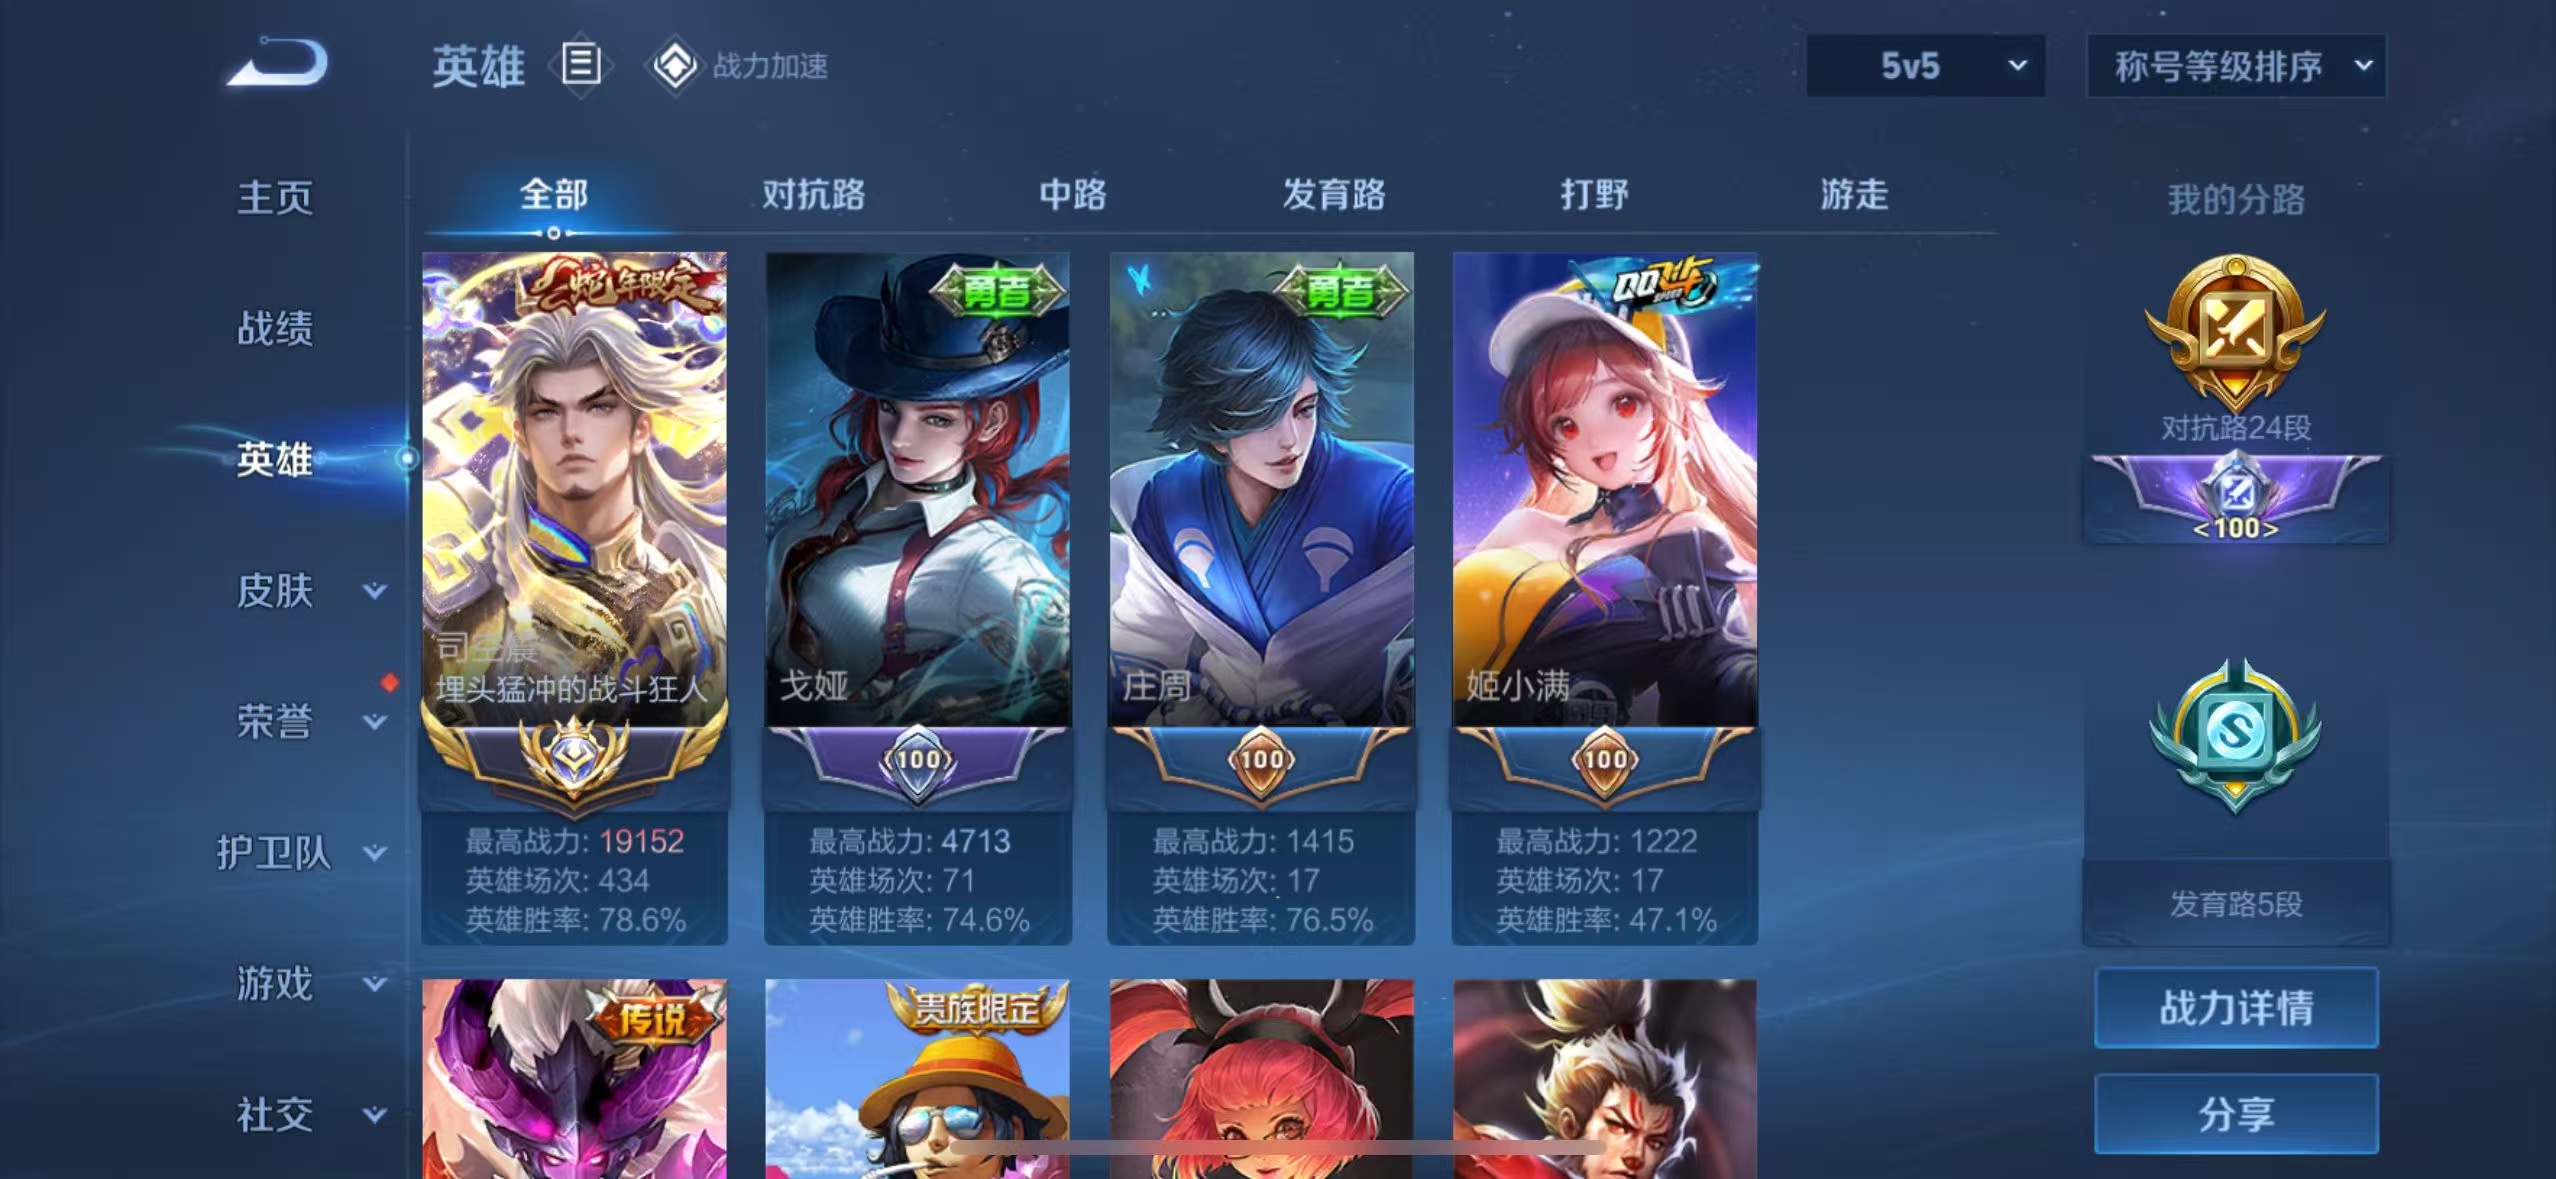 英雄
战力加速
5v5
称号等级排序
主页
战绩
英雄
皮肤
荣誉
护卫队
游戏
社交
全部
对抗路
中路
发育路
打野
游走
蛇年限定
司空震
埋头猛冲的战斗狂人
最高战力: 19152
英雄场次: 434
英雄胜率: 78.6%
勇者
戈娅
100
最高战力: 4713
英雄场次: 71
英雄胜率: 74.6%
勇者
庄周
100
最高战力: 1415
英雄场次: 17
英雄胜率: 76.5%
QQ飞车
SPEED
姬小满
100
最高战力: 1222
英雄场次: 17
英雄胜率: 47.1%
传说
贵族限定
我的分路
对抗路24段
<100>
发育路5段
战力详情
分享